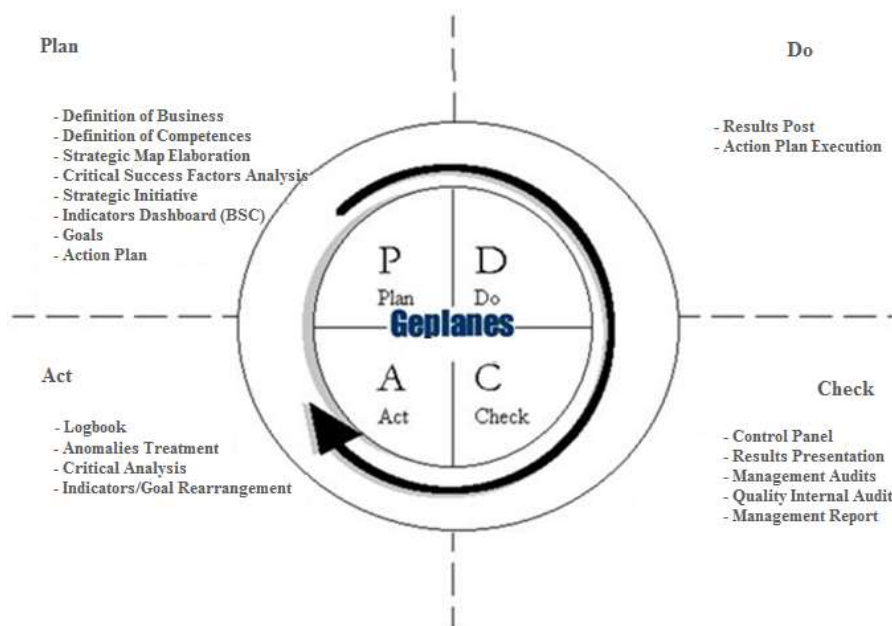 Plan
- Definition of Business
- Definition of Competences
- Strategic Map Elaboration
- Critical Success Factors Analysis
- Strategic Initiative
- Indicators Dashboard (BSC)
- Goals
- Action Plan
Do
- Results Post
- Action Plan Execution
P
Plan
D
Do
Geplanes
A
Act
C
Check
Act
- Logbook
- Anomalies Treatment
- Critical Analysis
- Indicators/Goal Rearrangement
Check
- Control Panel
- Results Presentation
- Management Audits
- Quality Internal Audit
- Management Report